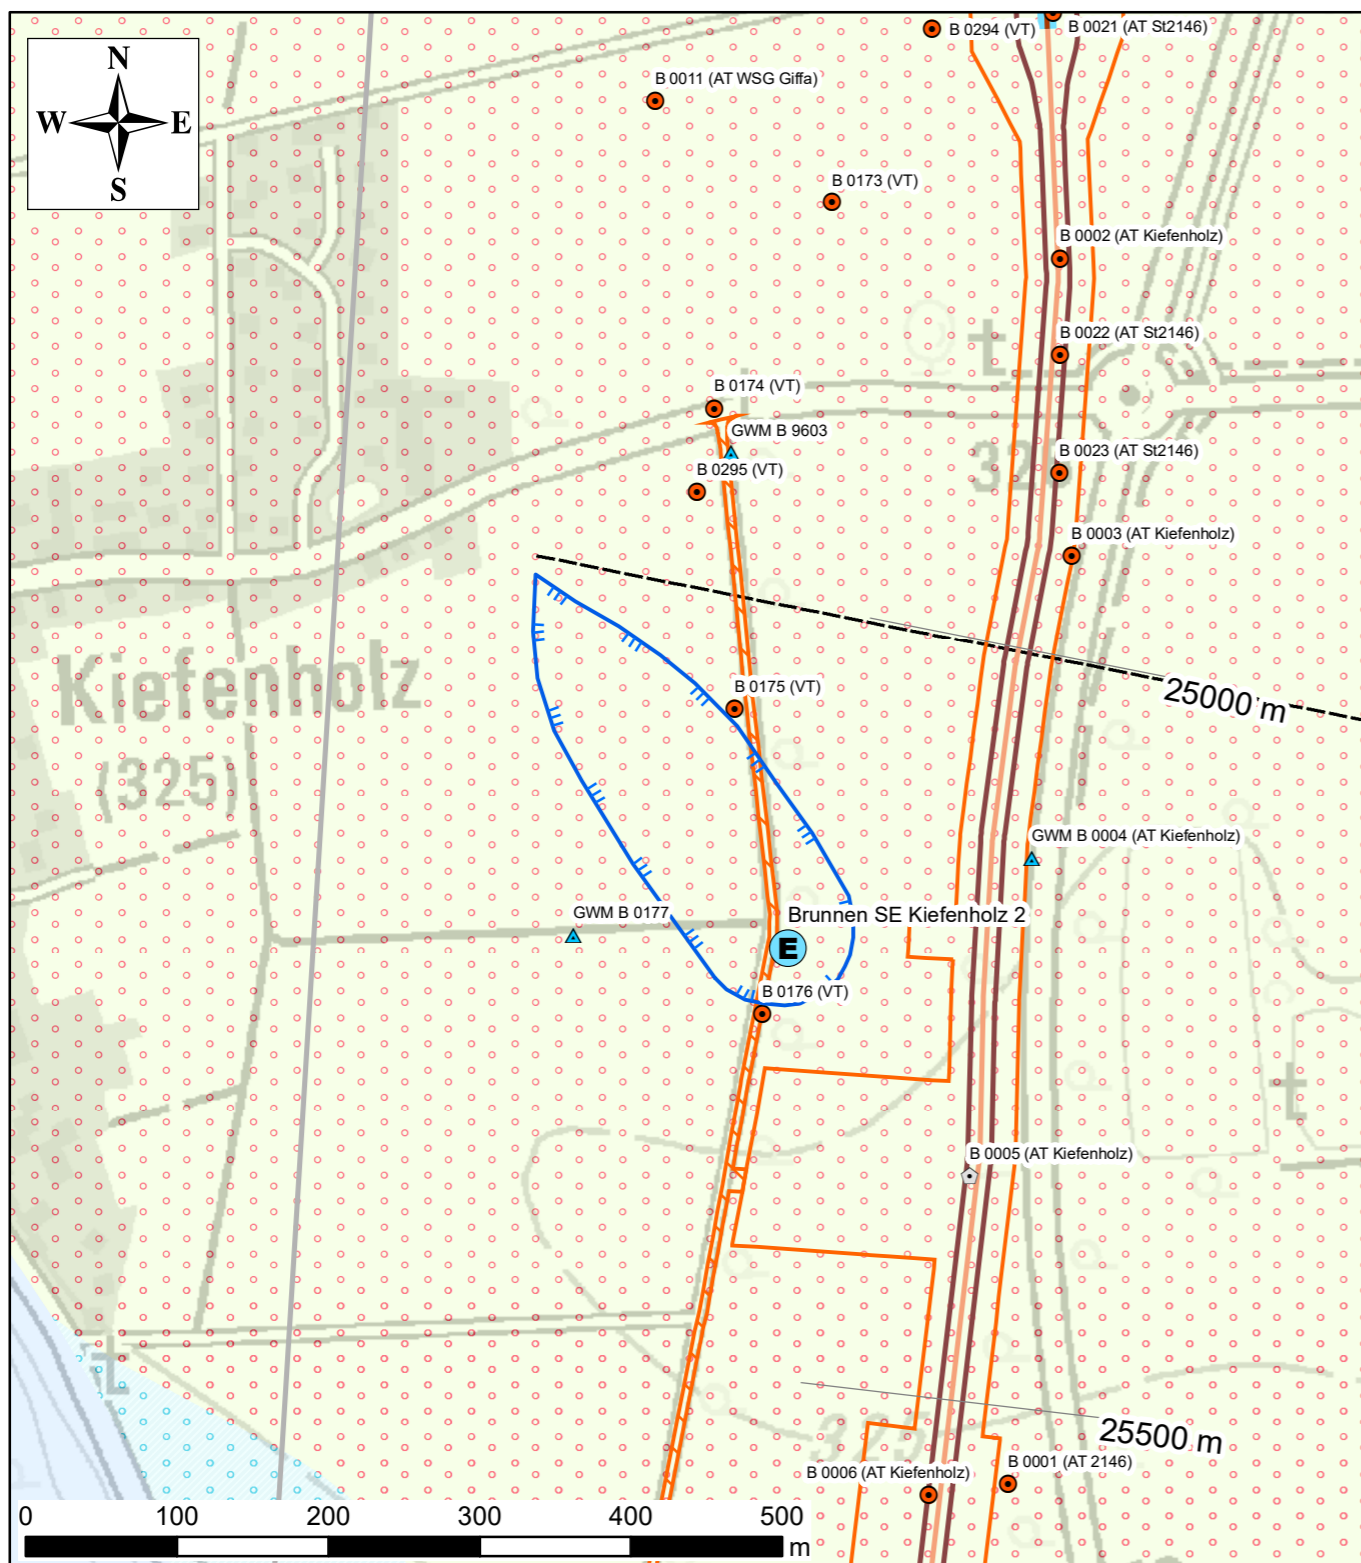 N
W E
S
B 0294 (VT)
B 0021 (AT St2146)
B 0011 (AT WSG Giffa)
B 0173 (VT)
B 0002 (AT Kiefenholz)
B 0022 (AT St2146)
B 0174 (VT)
GWM B 9603
B 0295 (VT)
B 0023 (AT St2146)
B 0003 (AT Kiefenholz)
Kiefenholz
(325)
B 0175 (VT)
25000 m
GWM B 0004 (AT Kiefenholz)
GWM B 0177
Brunnen SE Kiefenholz 2
E
B 0176 (VT)
B 0005 (AT Kiefenholz)
325
25500 m
B 0006 (AT Kiefenholz)
B 0001 (AT 2146)
0 100 200 300 400 500
m